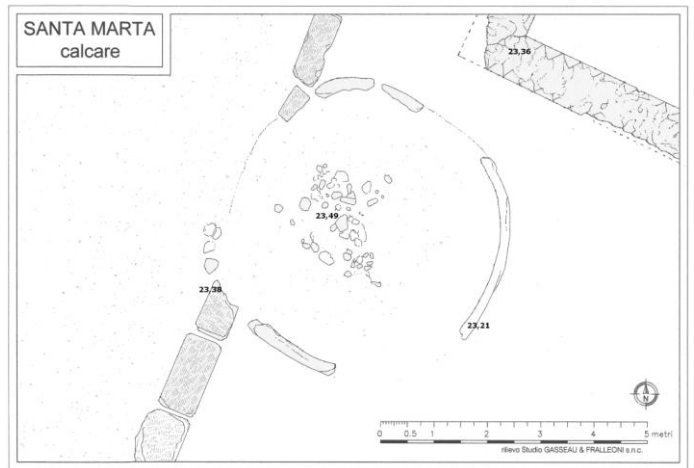 SANTA MARTA
calcare
23,36
23,49
23,38
23,21
N
0 0.5 1 2 3 4 5 metri
rilievo Studio GASSEAU & FRALLEONI s.n.c.